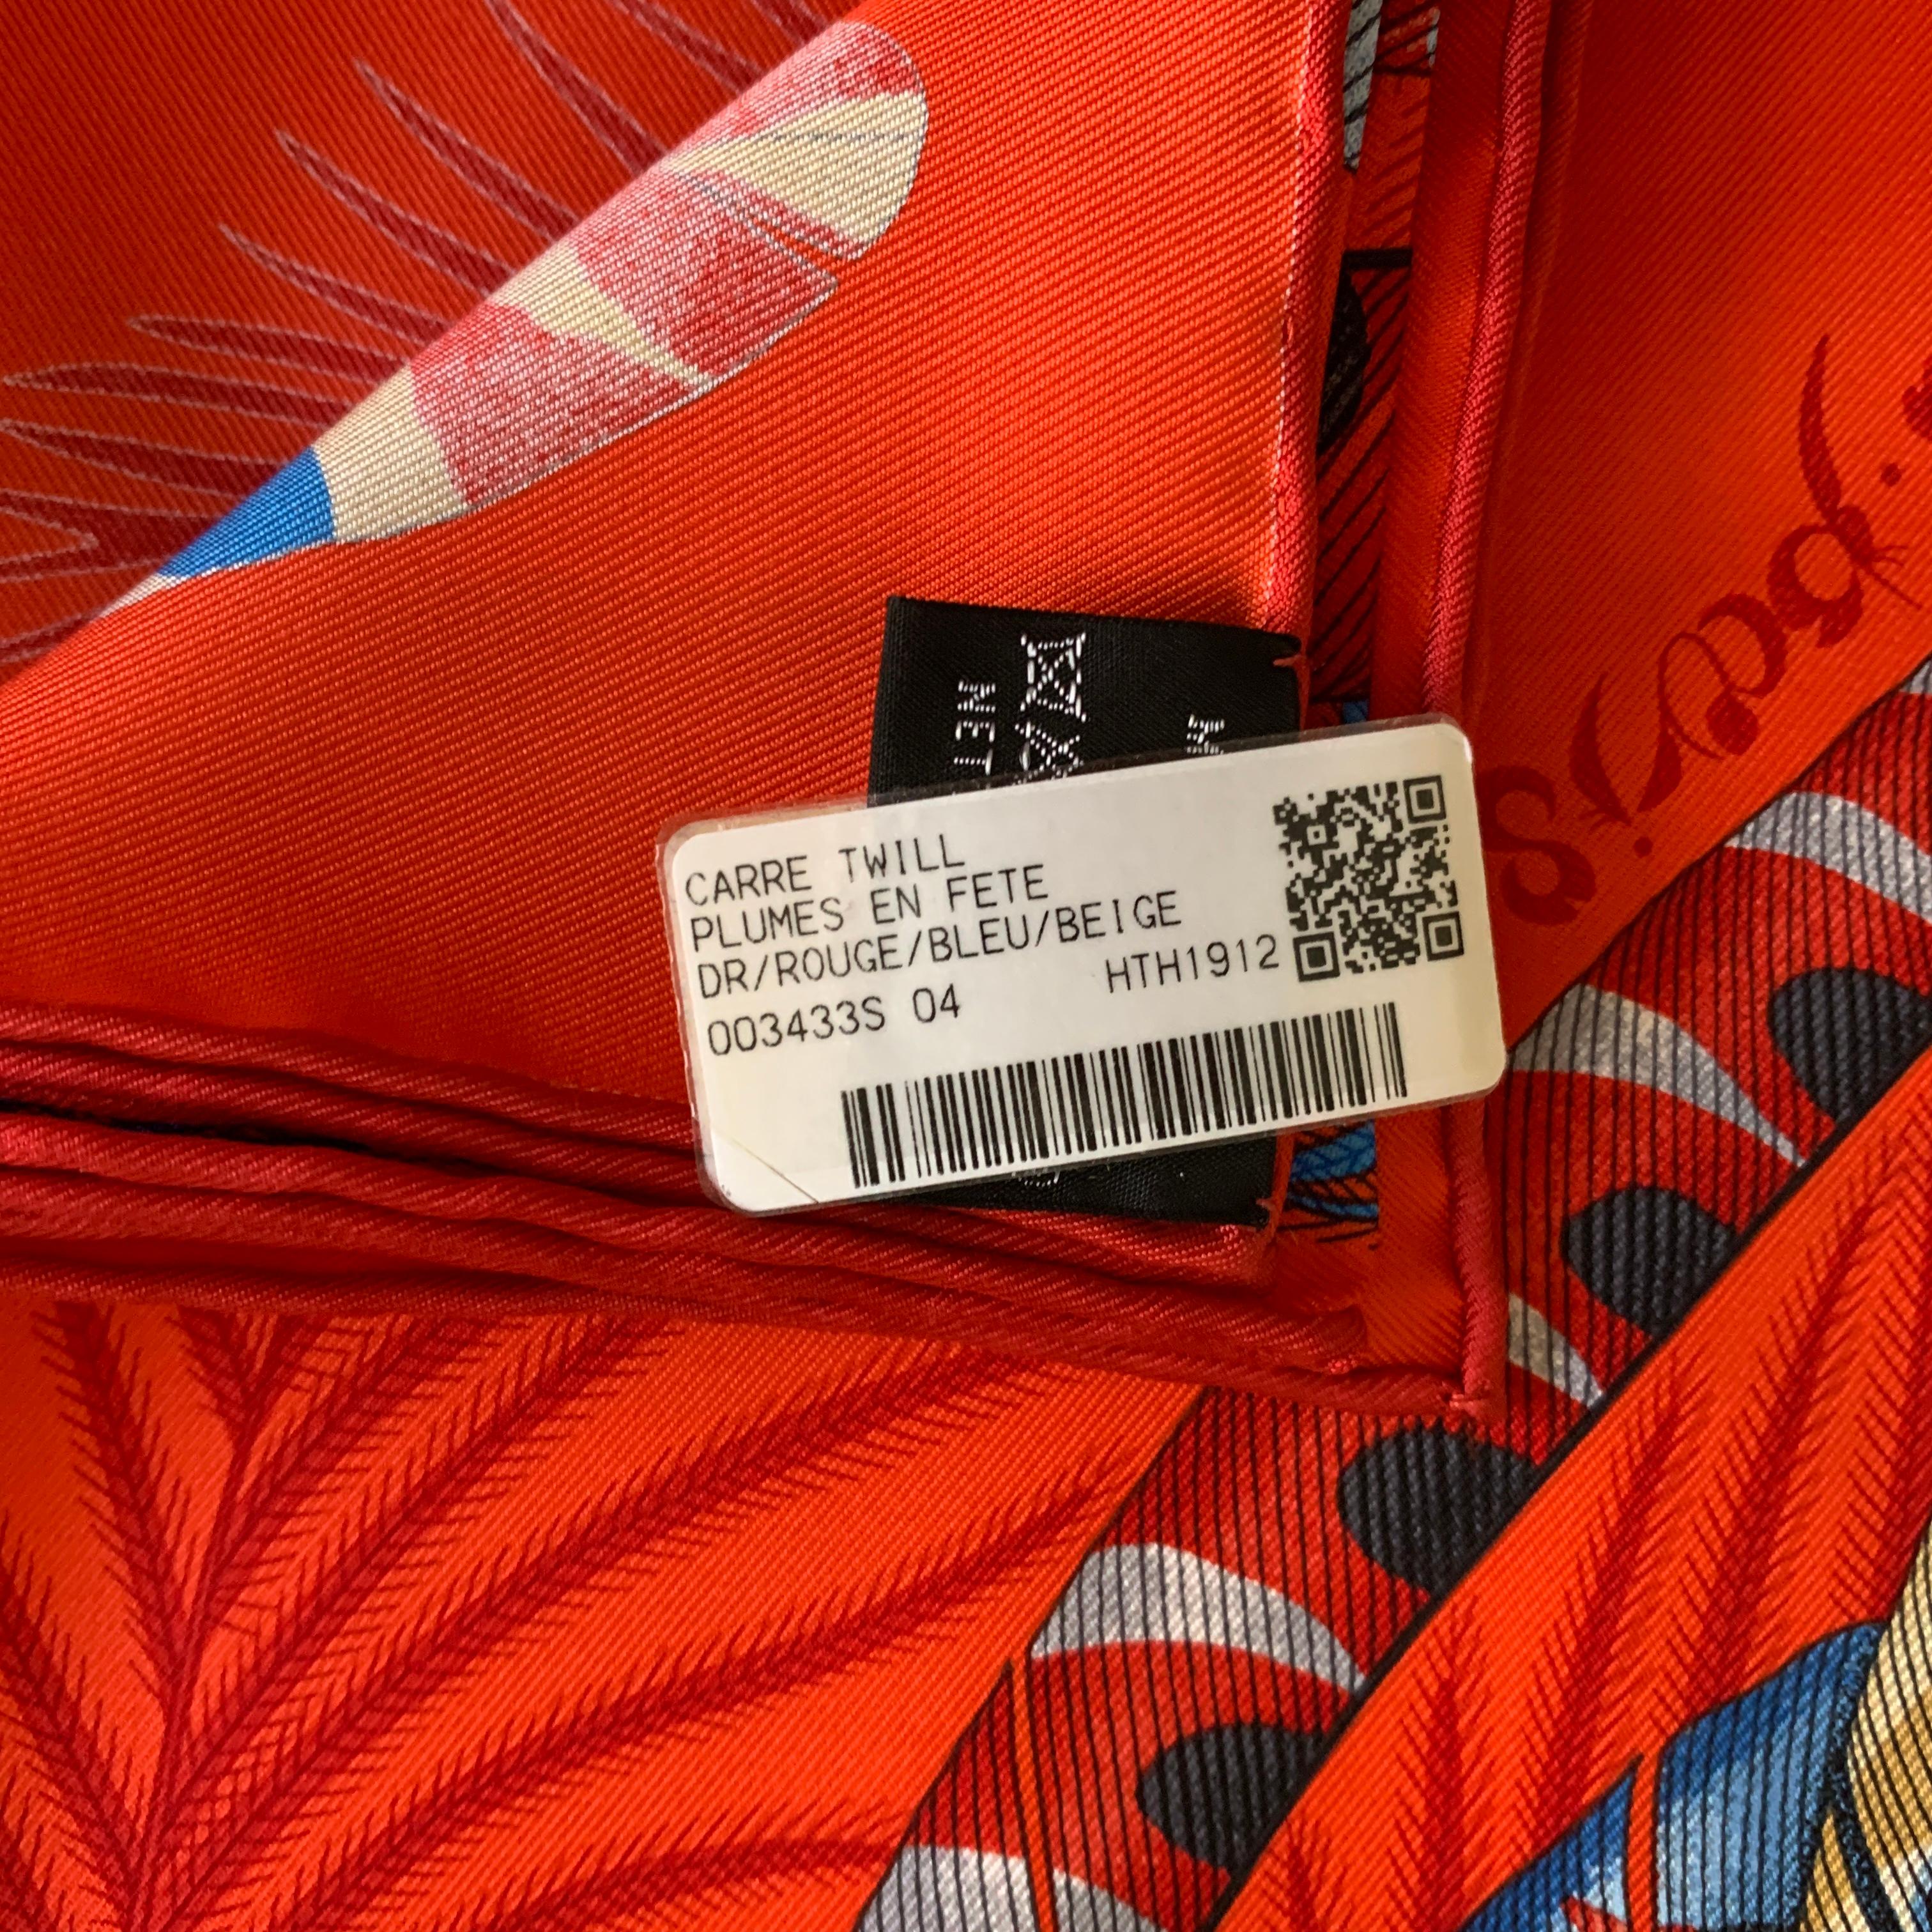 CARRE TWILL
PLUMES EN FETE
DR/ROUGE/BLEU/BEIGE
003433S 04 HTH1912